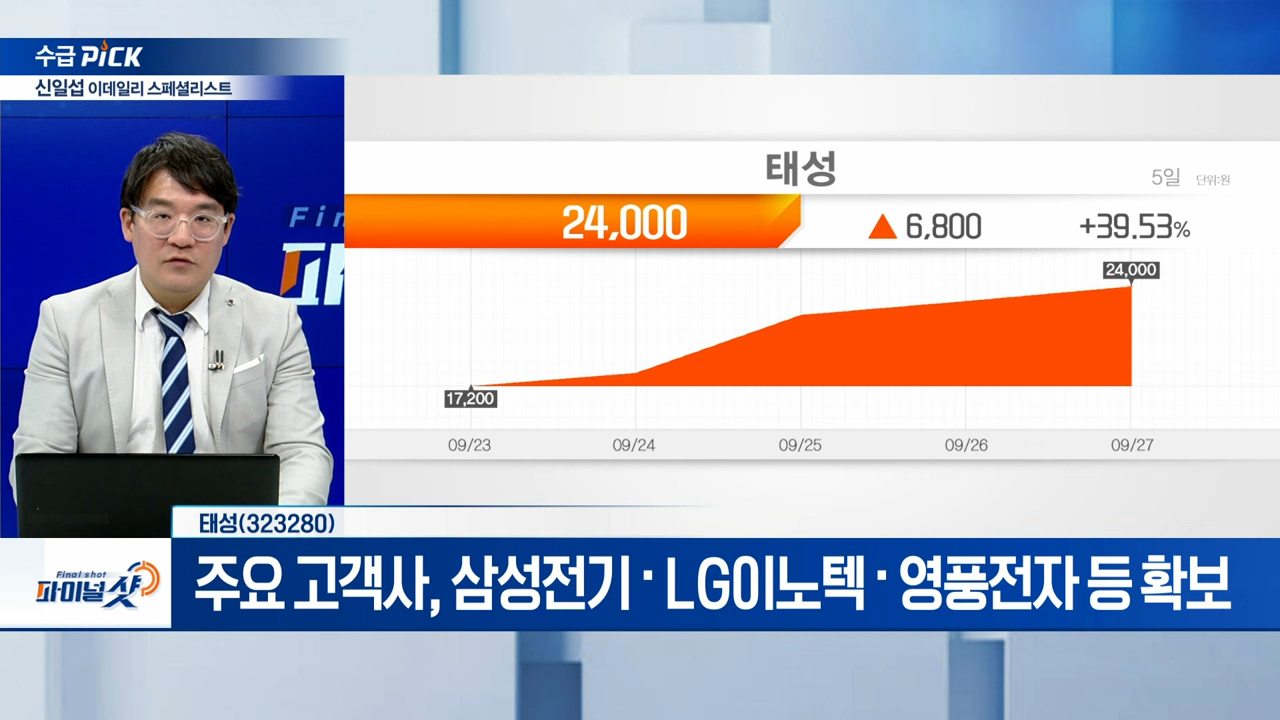 수급 PiCK
신일섭 이데일리 스페셜리스트
Fin
파
태성
5일 단위:원
24,000 ▲ 6,800 +39.53%
24,000
17,200
09/23 09/24 09/25 09/26 09/27
태성(323280)
Final shot
파이널샷
주요 고객사, 삼성전기·LG이노텍·영풍전자 등 확보